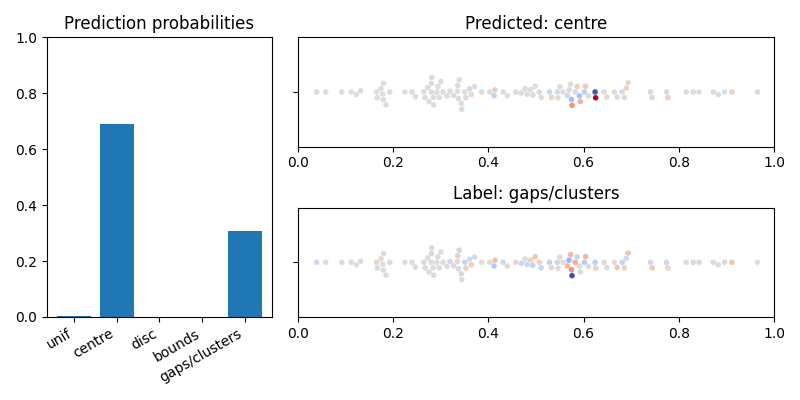 Prediction probabilities
1.0
0.8
0.6
0.4
0.2
0.0
unif
centre
disc
bounds
gaps/clusters
Predicted: centre
0.0 0.2 0.4 0.6 0.8 1.0
Label: gaps/clusters
0.0 0.2 0.4 0.6 0.8 1.0